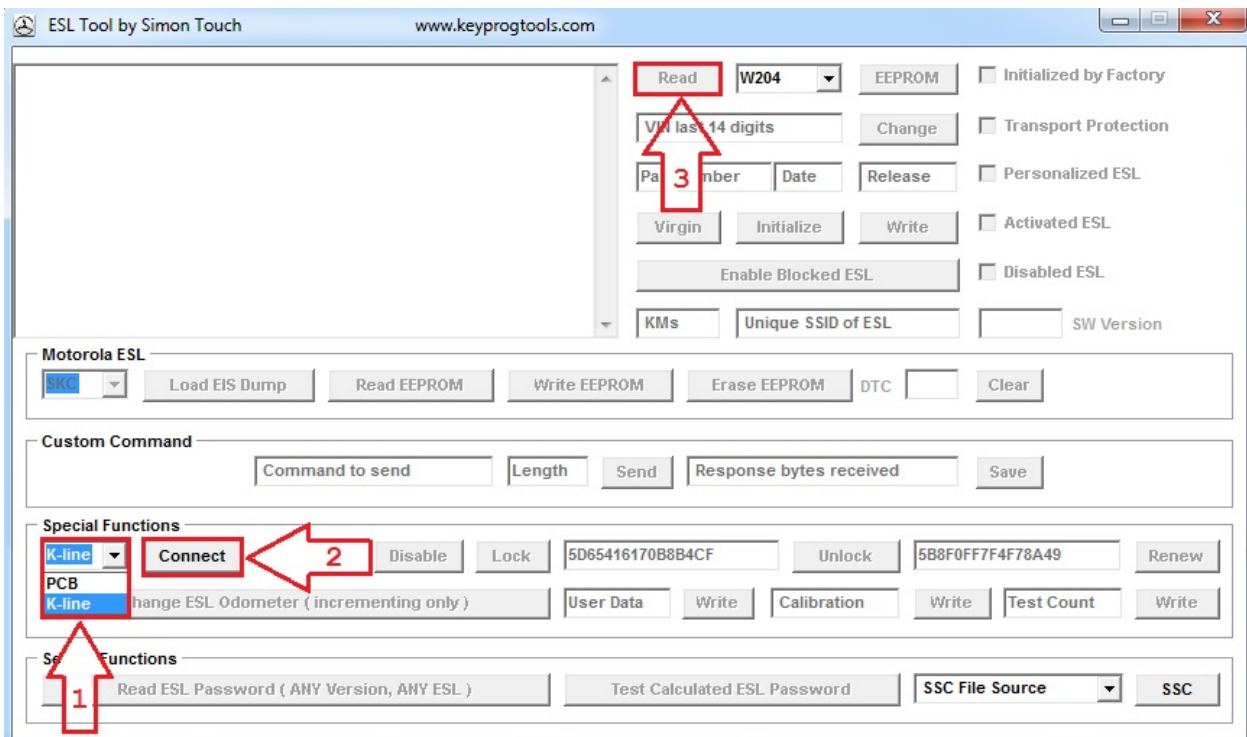 ESL Tool by Simon Touch www.keyprogtools.com
Read W204 EEPROM Initialized by Factory
VIN last 14 digits Change Transport Protection
3 Date Release Personalized ESL
Virgin Initialize Write Activated ESL
Enable Blocked ESL Disabled ESL
KMs Unique SSID of ESL SW Version
Motorola ESL
SKC Load EIS Dump Read EEPROM Write EEPROM Erase EEPROM DTC Clear
Custom Command
Command to send Length Send Response bytes received Save
Special Functions
K-line Connect 2 Disable Lock 5D65416170B8B4CF Unlock 5B8F0FF7F4F78A49 Renew
PCB
K-line hange ESL Odometer ( incrementing only ) User Data Write Calibration Write Test Count Write
Functions
1 Read ESL Password ( ANY Version, ANY ESL ) Test Calculated ESL Password SSC File Source SSC